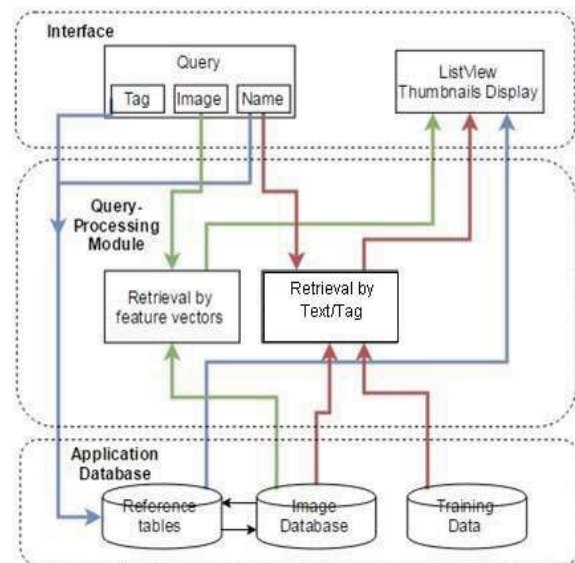 Interface
Query
Tag
Image
Name
ListView
Thumbnails Display
Query-
Processing
Module
Retrieval by
feature vectors
Retrieval by
Text/Tag
Application
Database
Reference
tables
Image
Database
Training
Data